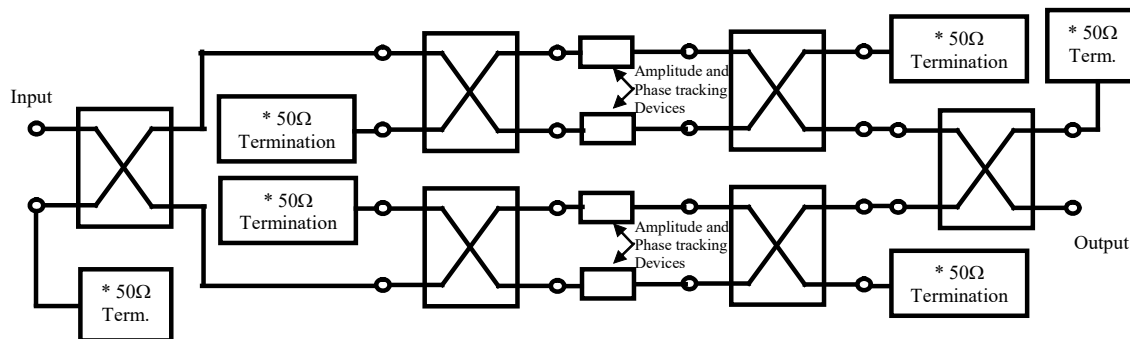 Input
* 50Ω
Termination
* 50Ω
Term.
* 50Ω
Termination
Amplitude and
Phase tracking
Devices
* 50Ω
Termination
Amplitude and
Phase tracking
Devices
* 50Ω
Termination
* 50Ω
Term.
Output
* 50Ω
Termination